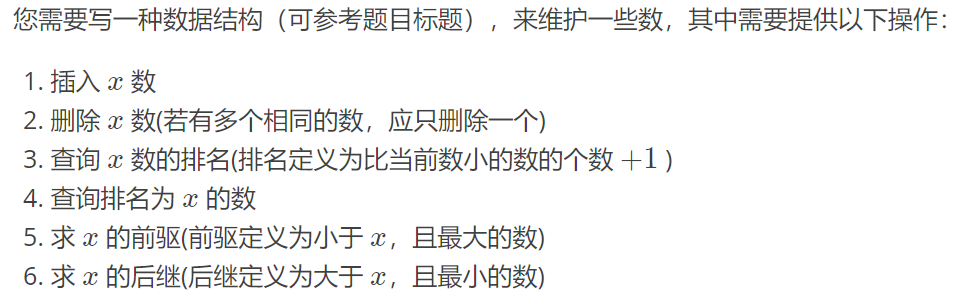 您需要写一种数据结构（可参考题目标题），来维护一些数，其中需要提供以下操作：
1. 插入 x 数
2. 删除 x 数(若有多个相同的数，应只删除一个)
3. 查询 x 数的排名(排名定义为比当前数小的数的个数 +1 )
4. 查询排名为 x 的数
5. 求 x 的前驱(前驱定义为小于 x，且最大的数)
6. 求 x 的后继(后继定义为大于 x，且最小的数)